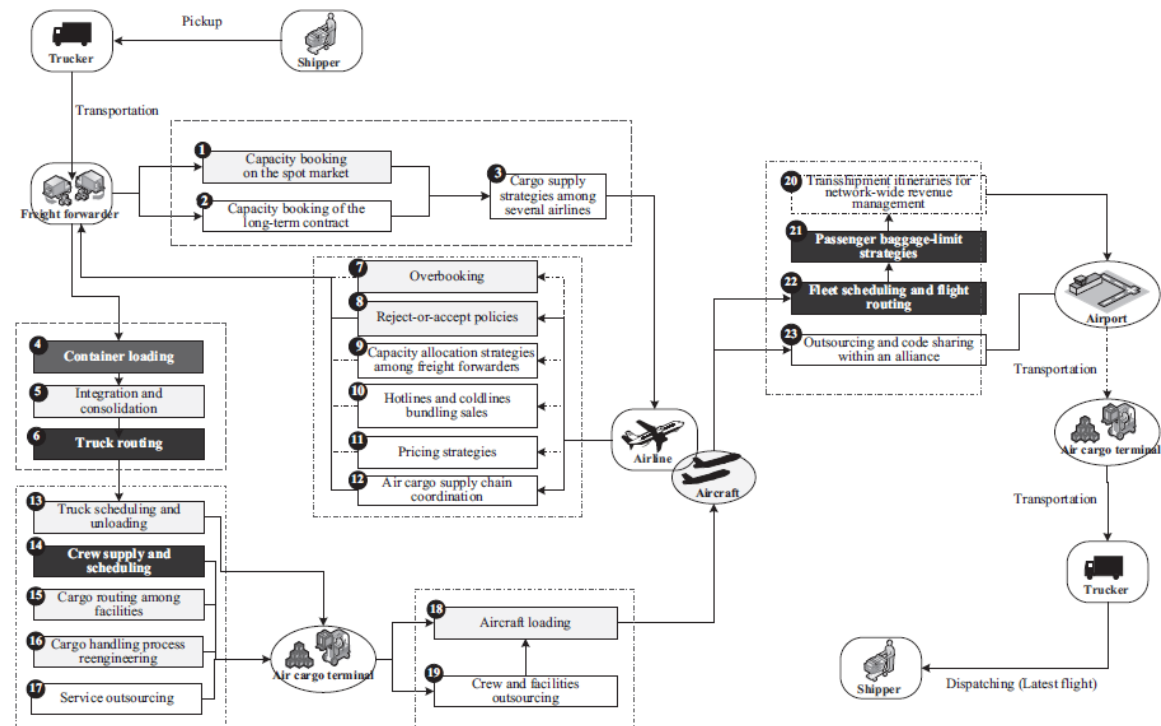 Pickup
Trucker
Shipper
Transportation
Freight forwarder
1
Capacity booking
on the spot market
2
Capacity booking of the
long-term contract
3
Cargo supply
strategies among
several airlines
4
Container loading
5
Integration and
consolidation
6
Truck routing
7
Overbooking
8
Reject-or-accept policies
9
Capacity allocation strategies
among freight forwarders
10
Hotlines and coldlines
bundling sales
11
Pricing strategies
12
Air cargo supply chain
coordination
Airline
Aircraft
13
Truck scheduling and
unloading
14
Crew supply and
scheduling
15
Cargo routing among
facilities
16
Cargo handling process
reengineering
17
Service outsourcing
Air cargo terminal
18
Aircraft loading
19
Crew and facilities
outsourcing
20
Transshipment itineraries for
network-wide revenue
management
21
Passenger baggage-limit
strategies
22
Fleet scheduling and flight
routing
23
Outsourcing and code sharing
within an alliance
Airport
Transportation
Air cargo terminal
Transportation
Trucker
Shipper
Dispatching (Latest flight)